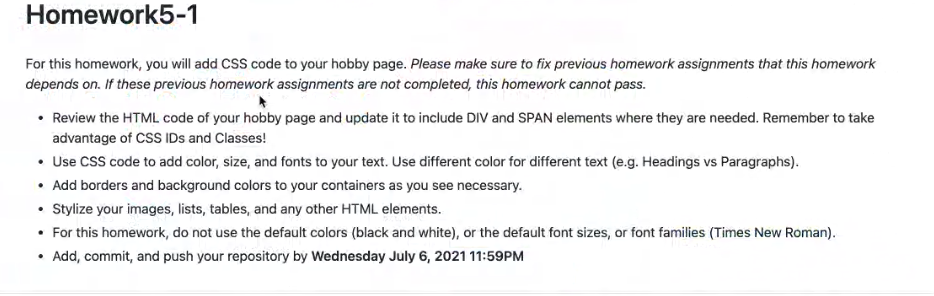 Homework5-1
For this homework, you will add CSS code to your hobby page. Please make sure to fix previous homework assignments that this homework
depends on. If these previous homework assignments are not completed, this homework cannot pass.
• Review the HTML code of your hobby page and update it to include DIV and SPAN elements where they are needed. Remember to take
advantage of CSS IDs and Classes!
• Use CSS code to add color, size, and fonts to your text. Use different color for different text (e.g. Headings vs Paragraphs).
• Add borders and background colors to your containers as you see necessary.
• Stylize your images, lists, tables, and any other HTML elements.
• For this homework, do not use the default colors (black and white), or the default font sizes, or font families (Times New Roman).
• Add, commit, and push your repository by Wednesday July 6, 2021 11:59PM